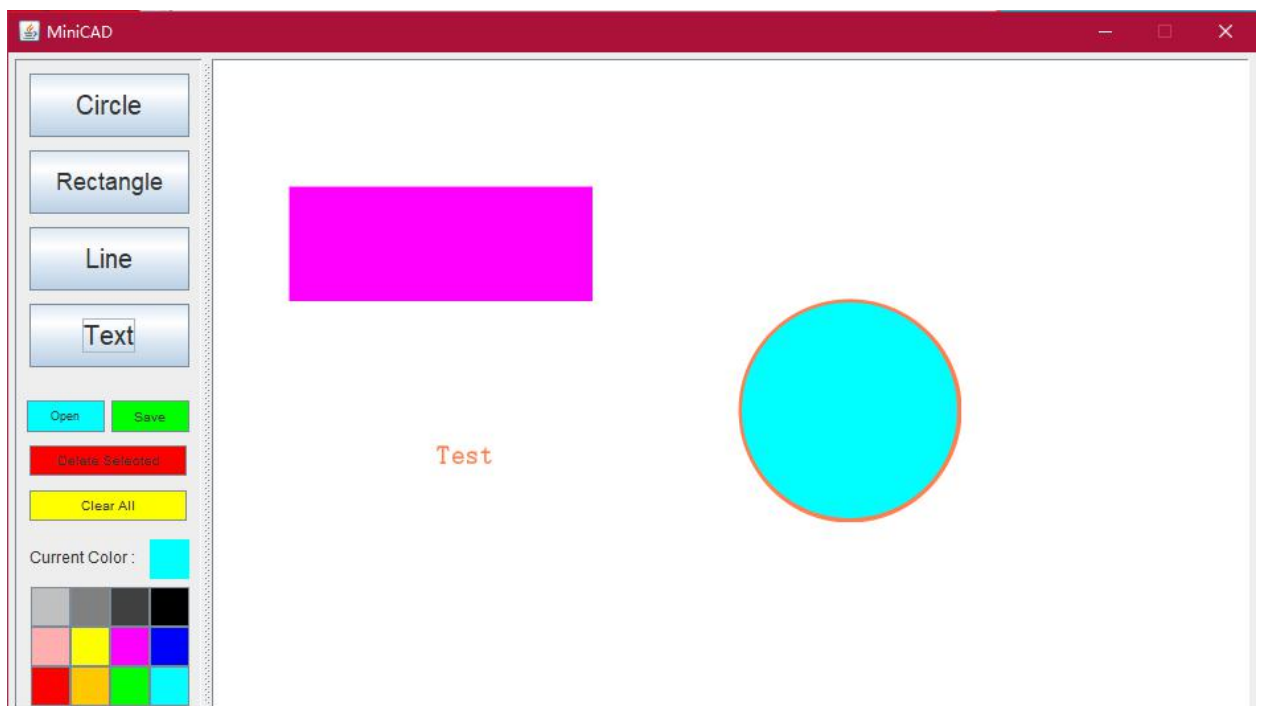 MiniCAD
Circle
Rectangle
Line
Text
Open Save
Delete Selected
Clear All
Current Color :
Test